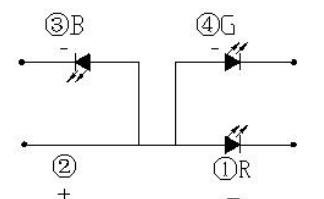 ③B ④G
- -
② ①R
+ -